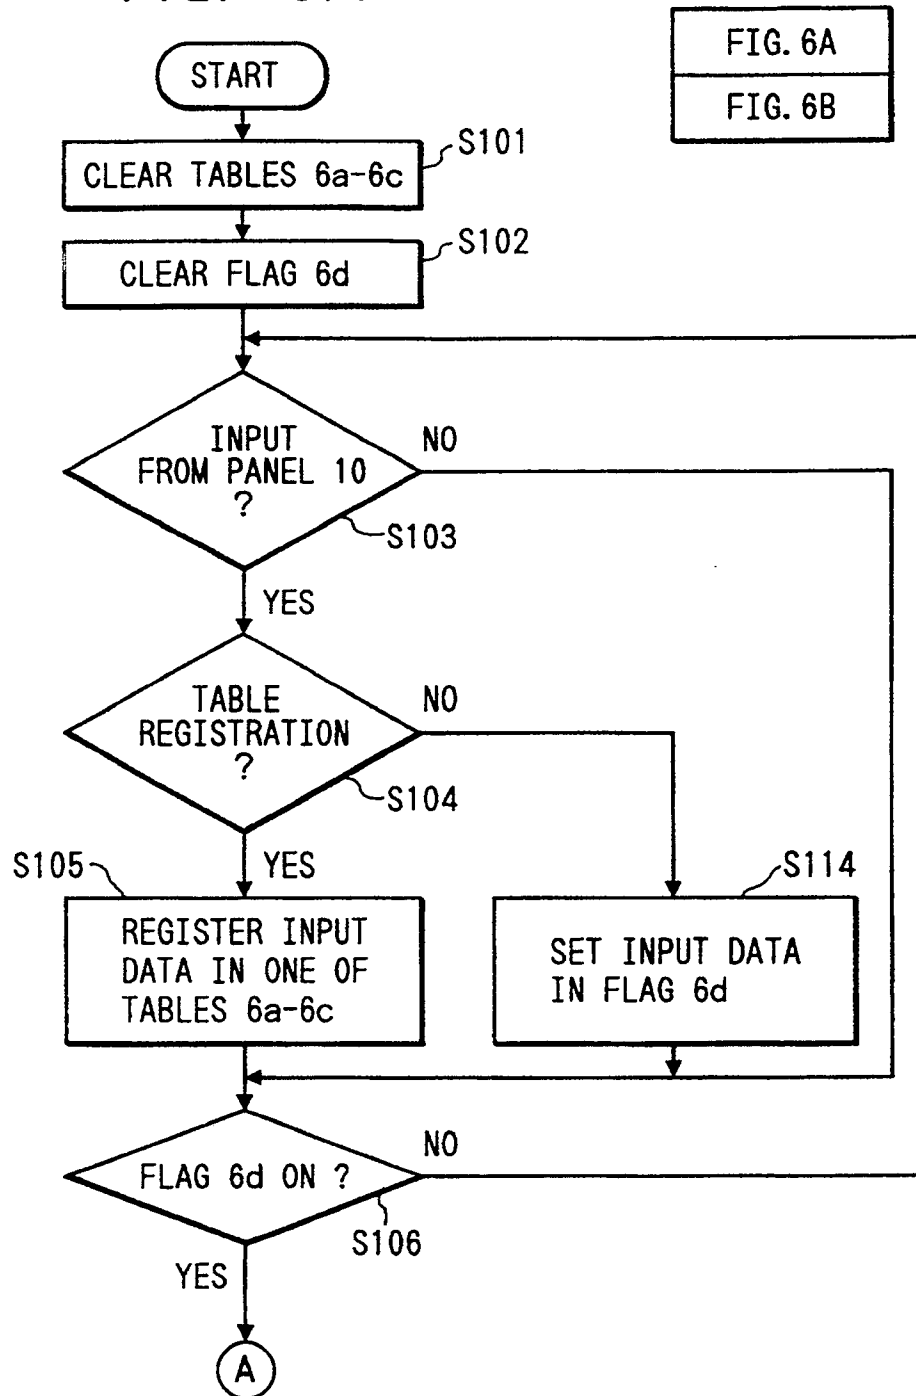 FIG. 6A
FIG. 6B
START
S101
CLEAR TABLES 6a-6c
S102
CLEAR FLAG 6d
INPUT
FROM PANEL 10
?
NO
S103
YES
TABLE
REGISTRATION
?
NO
S104
YES
S105
REGISTER INPUT
DATA IN ONE OF
TABLES 6a-6c
S114
SET INPUT DATA
IN FLAG 6d
FLAG 6d ON ?
NO
S106
YES
A